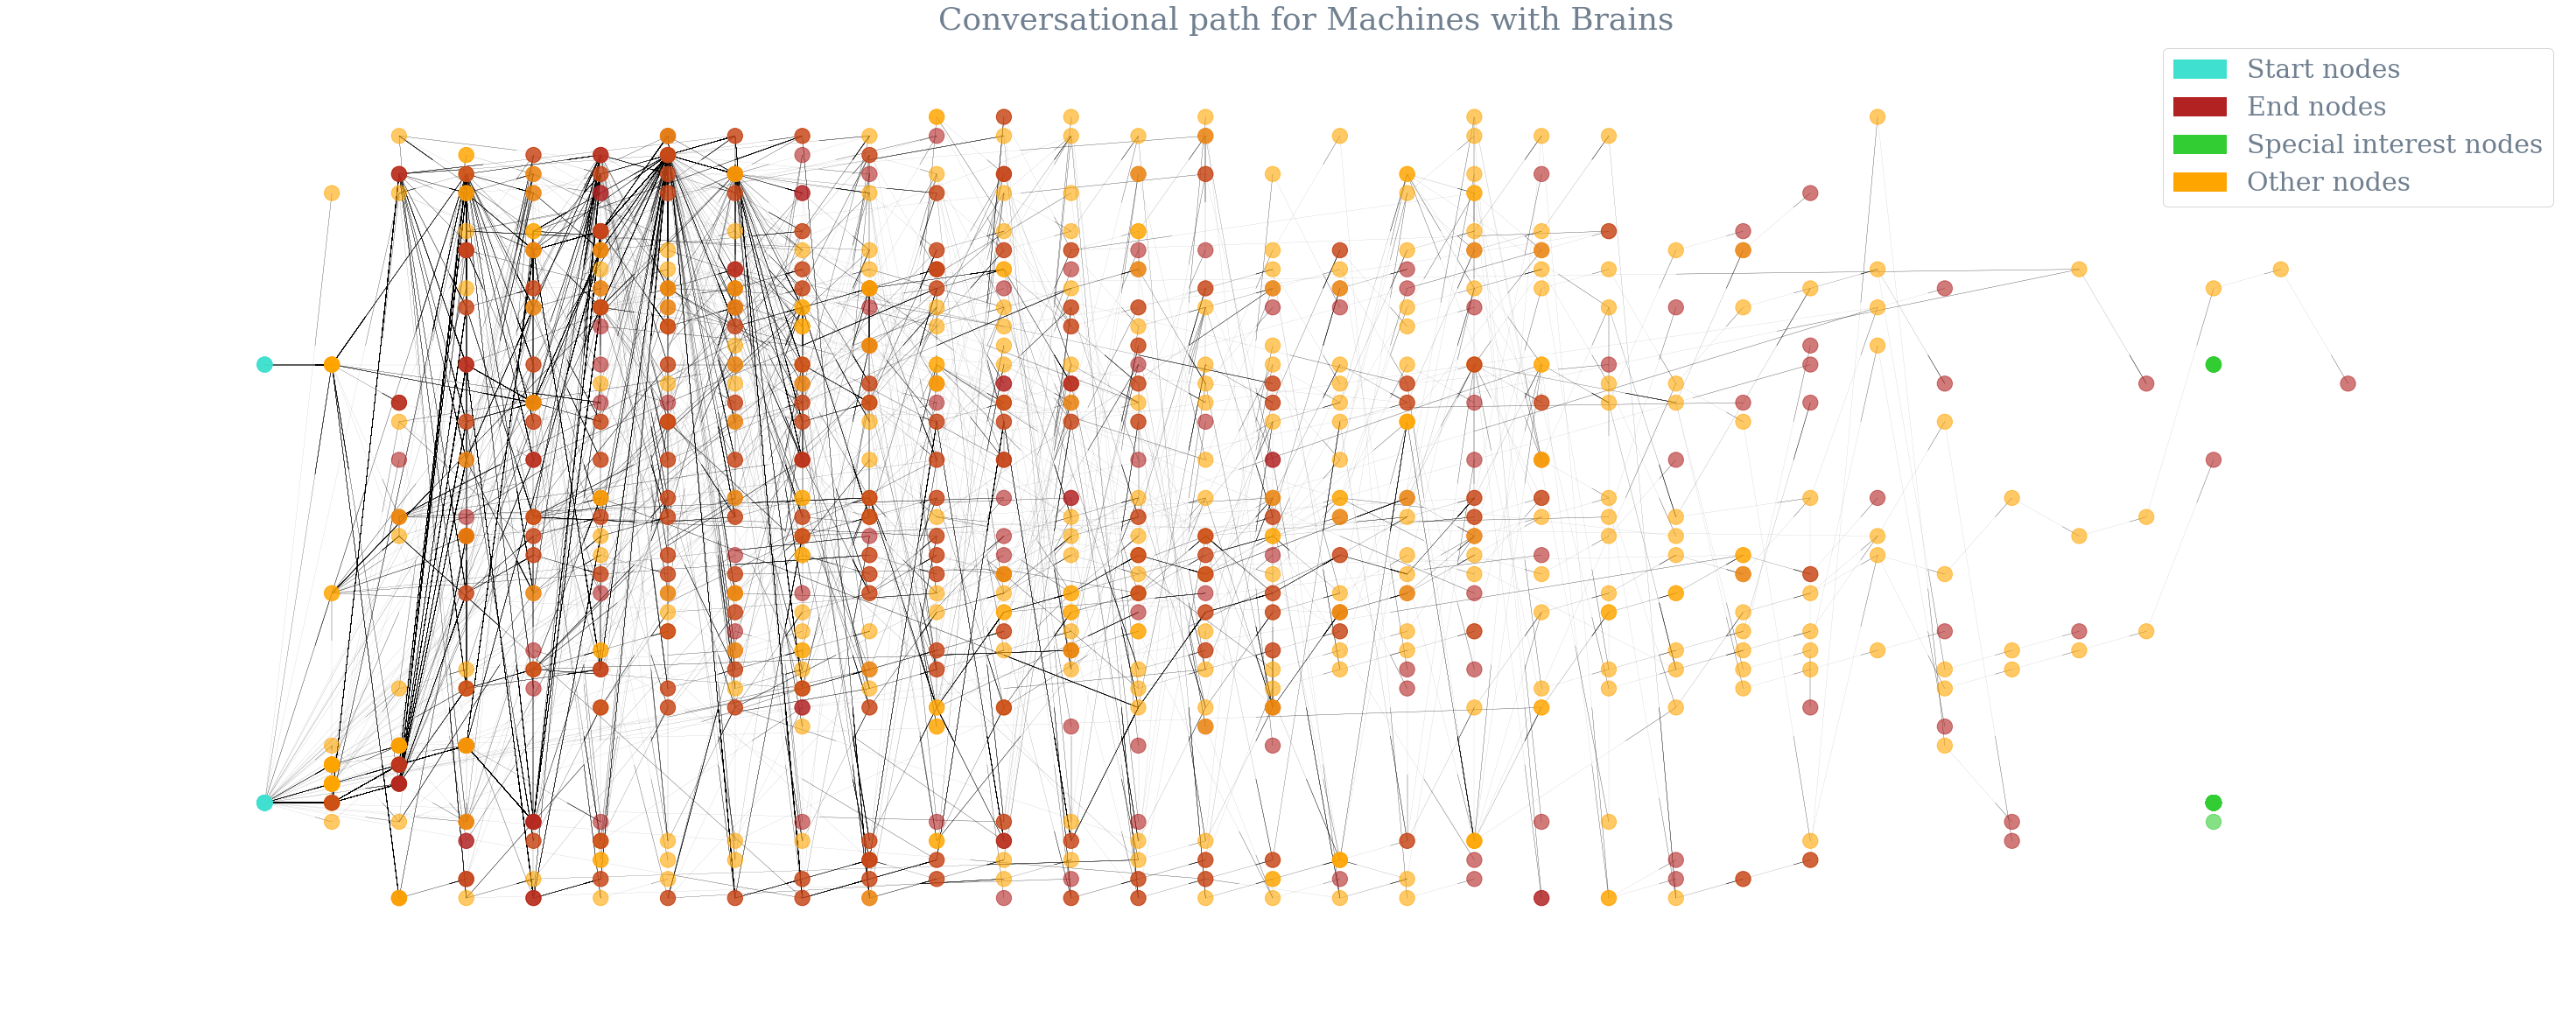 Conversational path for Machines with Brains
Start nodes
End nodes
Special interest nodes
Other nodes